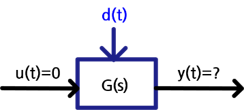 d(t)
u(t)=0
G(s)
y(t)=?